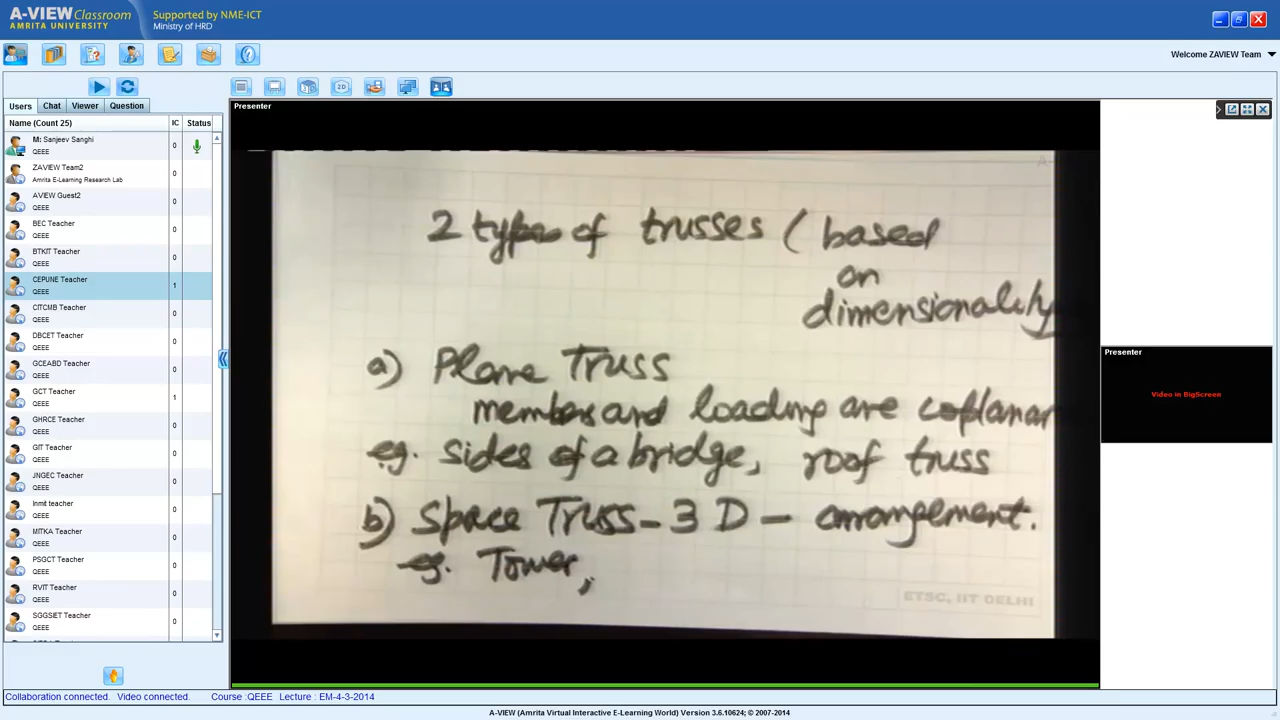 A-VIEW Classroom
AMRITA UNIVERSITY
Supported by NME-ICT
Ministry of HRD
Welcome ZAVIEW Team
Users Chat Viewer Question
Name (Count 25) IC Status
M: Sanjeev Sanghi
QEEE
0
ZAVIEW Team2
Amrita E-Learning Research Lab
0
AVIEW Guest2
QEEE
0
BEC Teacher
QEEE
0
BTKIT Teacher
QEEE
0
CEPUNE Teacher
QEEE
1
CITCMB Teacher
QEEE
0
DBCET Teacher
QEEE
0
GCEABD Teacher
QEEE
0
GCT Teacher
QEEE
1
GHRCE Teacher
QEEE
0
GIT Teacher
QEEE
0
JNGEC Teacher
QEEE
0
Inmit teacher
QEEE
0
MITKA Teacher
QEEE
0
PSGCT Teacher
QEEE
0
RVIT Teacher
QEEE
0
SGGSIET Teacher
QEEE
0
2D
Presenter
2 types of trusses ( based
on
dimensionality
a) Plane Truss
members and loading are coplanar
eg. sides of a bridge, roof truss
b) Space Truss - 3 D - arrangement.
eg. Tower,
ETSC, IIT DELHI
Presenter
Video in BigScreen
Collaboration connected. Video connected. Course : QEEE Lecture : EM-4-3-2014
A-VIEW (Amrita Virtual Interactive E-Learning World) Version 3.6.10624; © 2007-2014